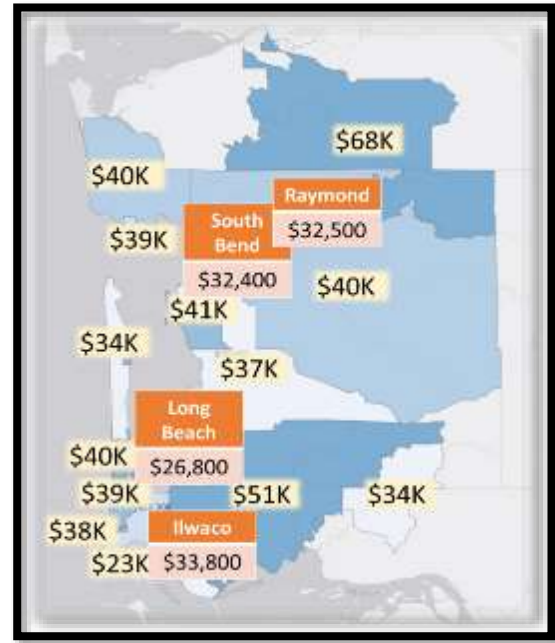 $68K
$40K
Raymond
$32,500
South
Bend
$32,400
$39K
$40K
$41K
$34K
$37K
Long
Beach
$26,800
$40K
$39K
$51K
$34K
$38K
Ilwaco
$33,800
$23K